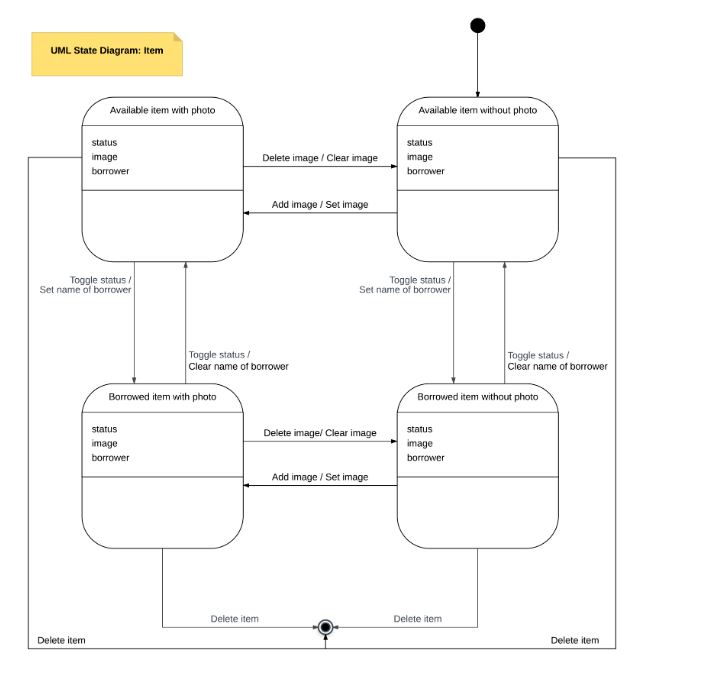 UML State Diagram: Item
Available item with photo
status
image
borrower
Available item without photo
status
image
borrower
Delete image / Clear image
Add image / Set image
Toggle status /
Set name of borrower
Toggle status /
Clear name of borrower
Toggle status /
Set name of borrower
Toggle status /
Clear name of borrower
Borrowed item with photo
status
image
borrower
Borrowed item without photo
status
image
borrower
Delete image/ Clear image
Add image / Set image
Delete item
Delete item
Delete item
Delete item